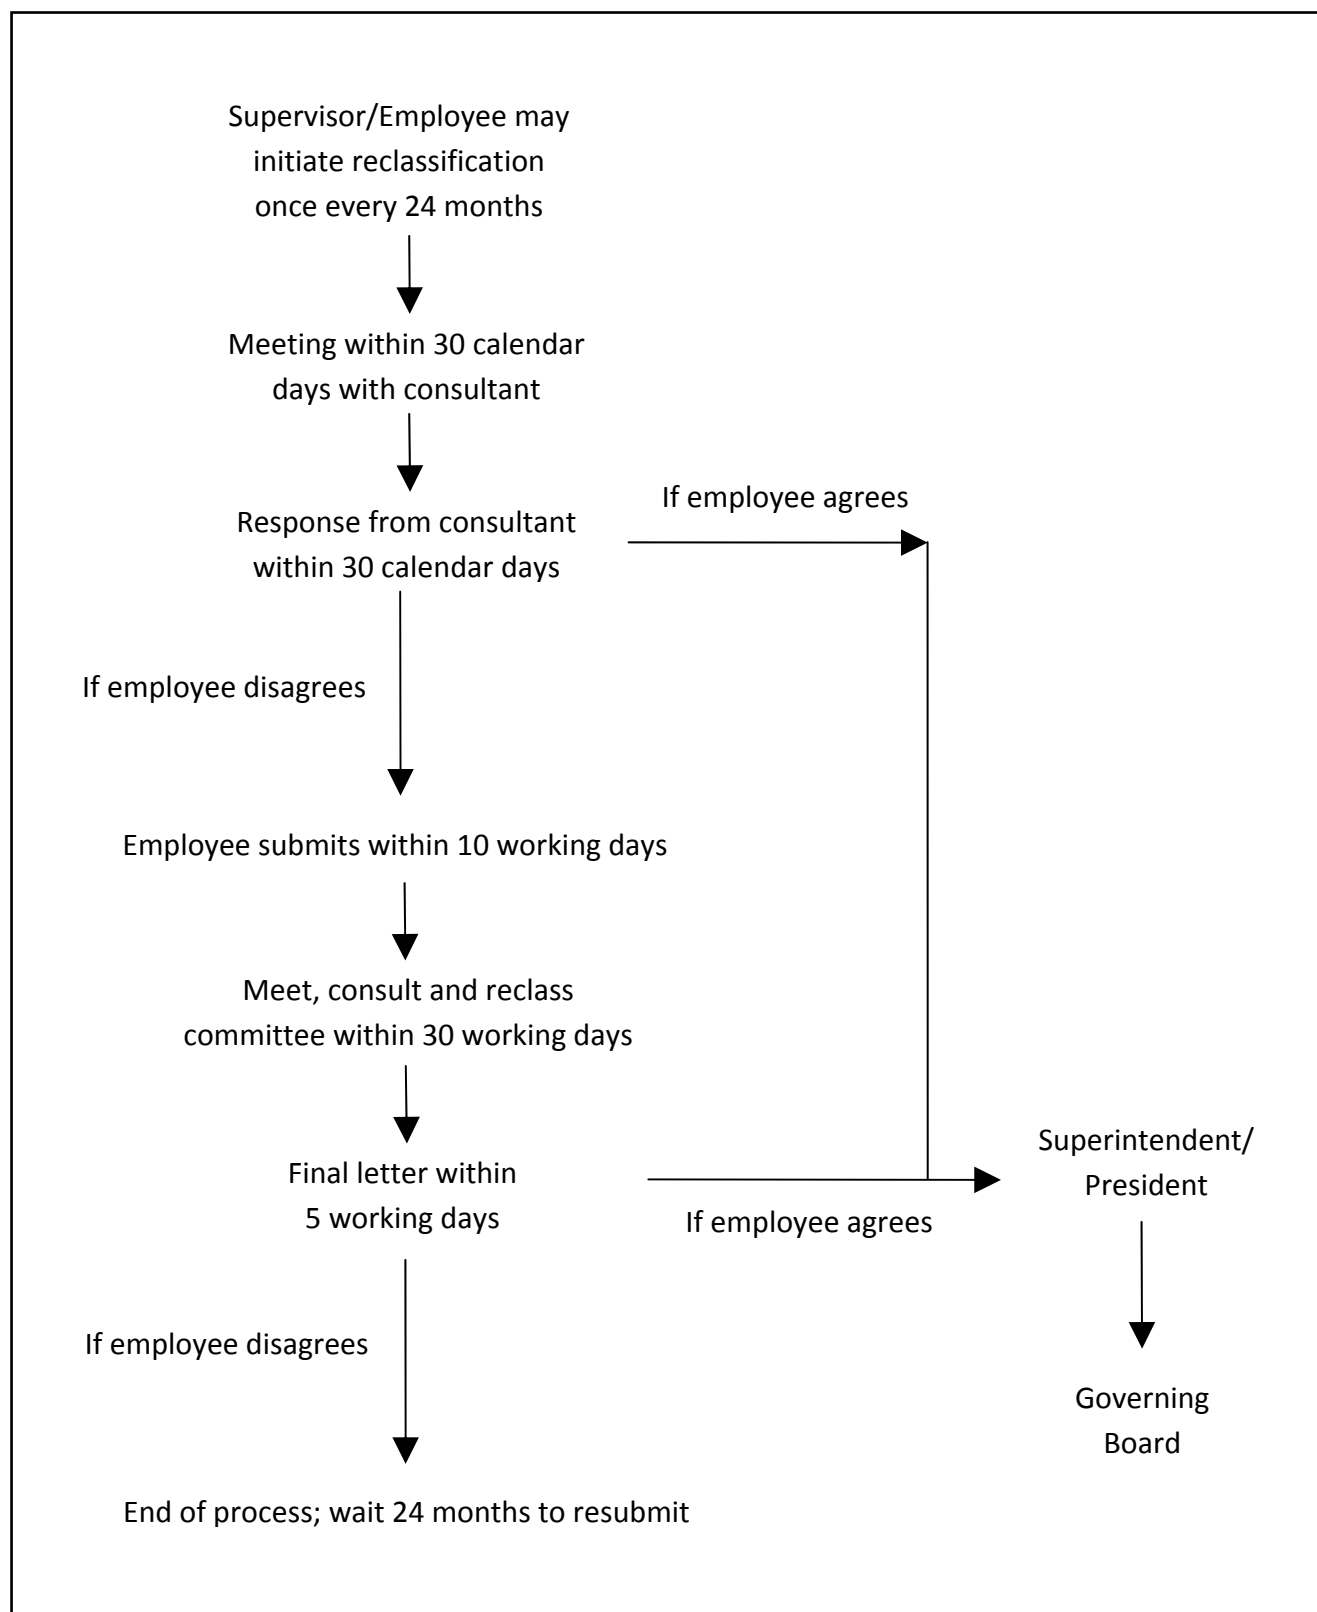 Supervisor/Employee may
initiate reclassification
once every 24 months
Meeting within 30 calendar
days with consultant
Response from consultant
within 30 calendar days
If employee agrees
If employee disagrees
Employee submits within 10 working days
Meet, consult and reclass
committee within 30 working days
Final letter within
5 working days
If employee agrees
Superintendent/
President
If employee disagrees
Governing
Board
End of process; wait 24 months to resubmit